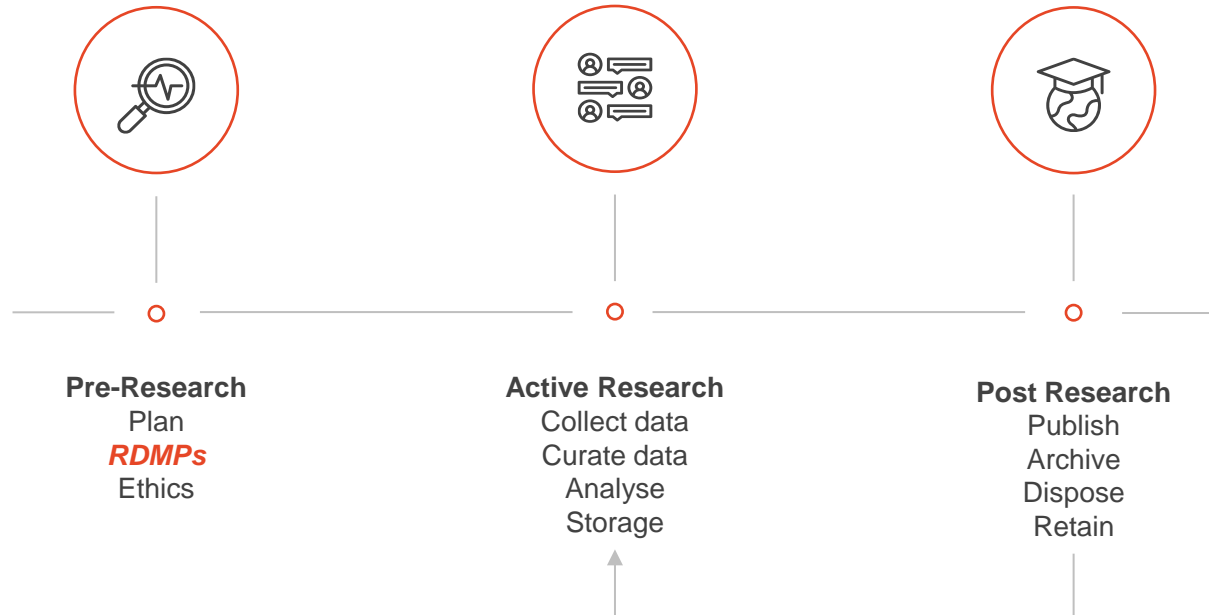 Pre-Research
Plan
RDMPs
Ethics
Active Research
Collect data
Curate data
Analyse
Storage
Post Research
Publish
Archive
Dispose
Retain